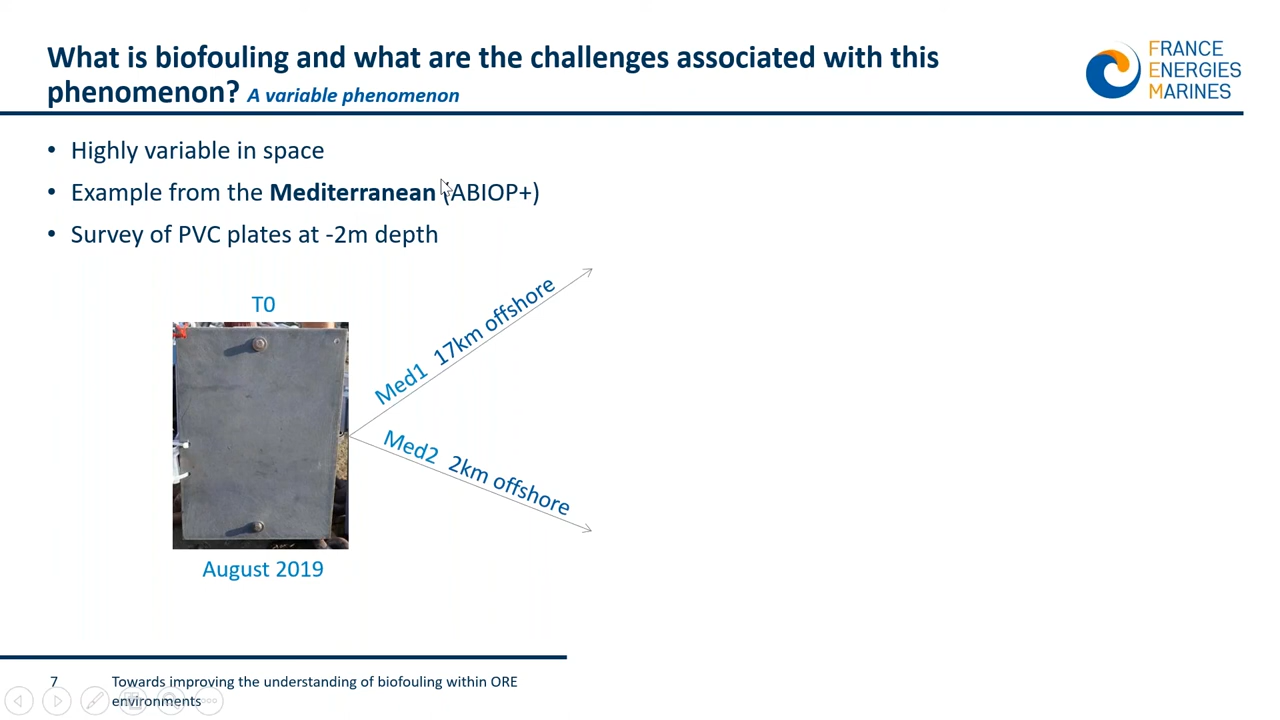 What is biofouling and what are the challenges associated with this
phenomenon? A variable phenomenon
FRANCE
ENERGIES
MARINES
• Highly variable in space
• Example from the Mediterranean (ABIOP+)
• Survey of PVC plates at -2m depth
T0
Med1 17km offshore
Med2 2km offshore
August 2019
7
Towards improving the understanding of biofouling within ORE
environments